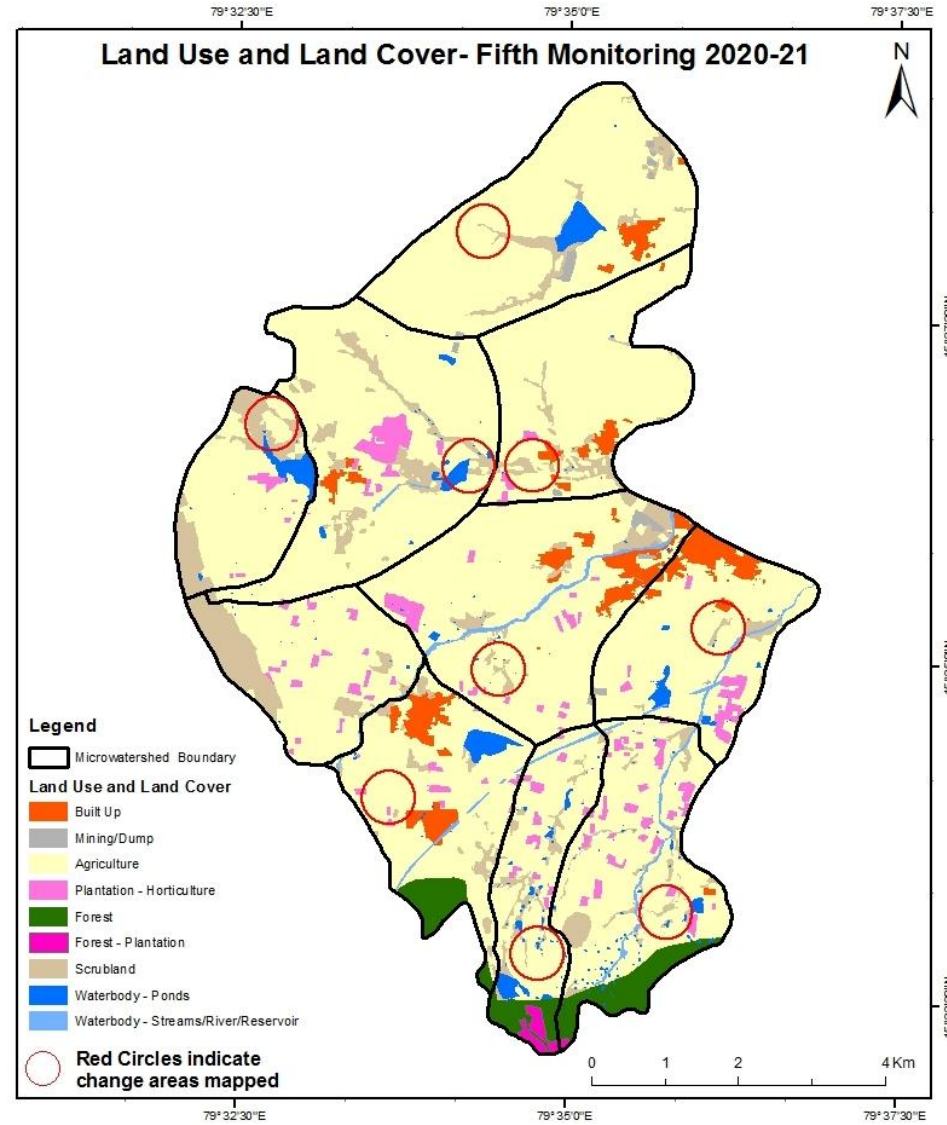 79°32'30"E 79°35'0"E 79°37'30"E
Land Use and Land Cover- Fifth Monitoring 2020-21
N
Legend
Microwatershed Boundary
Land Use and Land Cover
Built Up
Mining/Dump
Agriculture
Plantation - Horticulture
Forest
Forest - Plantation
Scrubland
Waterbody - Ponds
Waterbody - Streams/River/Reservoir
Red Circles indicate
change areas mapped
0 1 2 4 Km
79°32'30"E 79°35'0"E 79°37'30"E